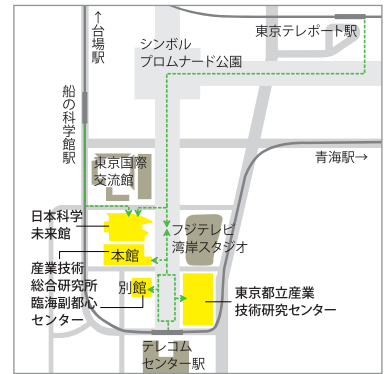 ↑台場駅
東京テレポート駅
シンボル
プロムナード公園
船の科学館駅
青海駅→
東京国際
交流館
日本科学
未来館
フジテレビ
湾岸スタジオ
本館
産業技術
総合研究所
臨海副都心
センター
別館
東京都立産業
技術研究センター
テレコム
センター駅